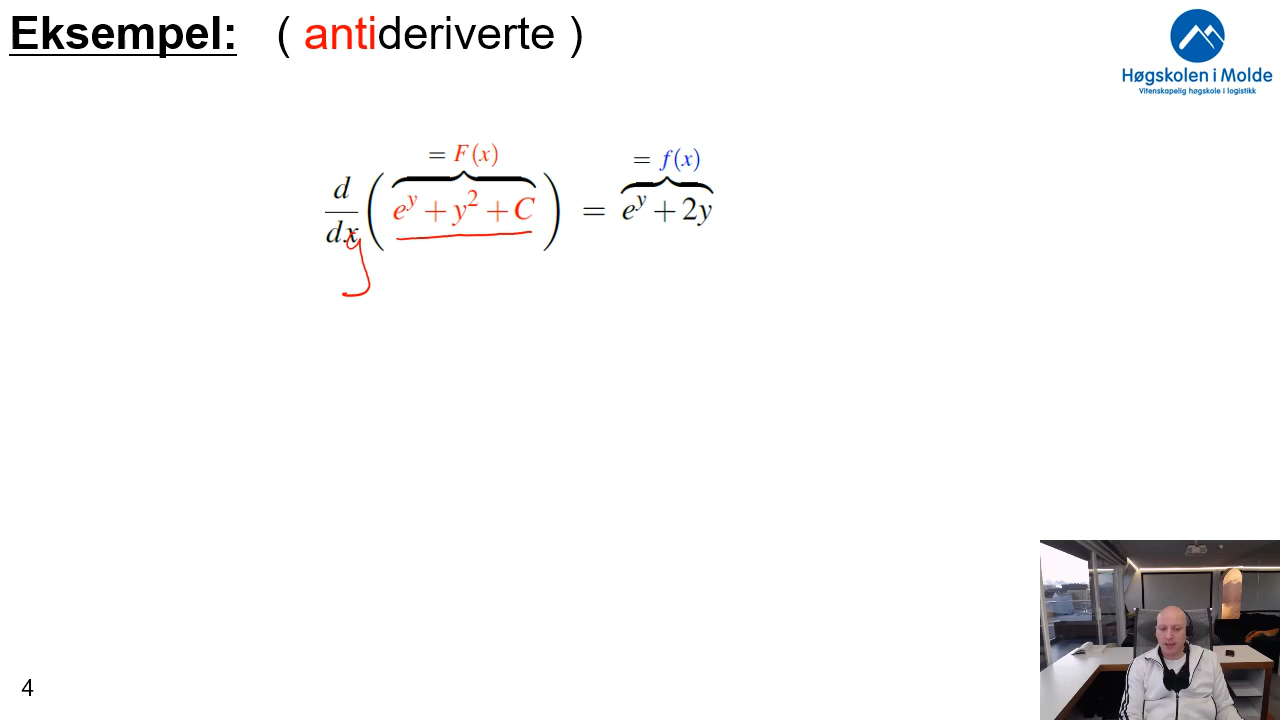 Eksempel: ( antideriverte )
Høgskolen i Molde
Vitenskapelig høgskole i logistikk
= F(x) = f(x)
d/dx ( e^y + y^2 + C ) = e^y + 2y
y
4